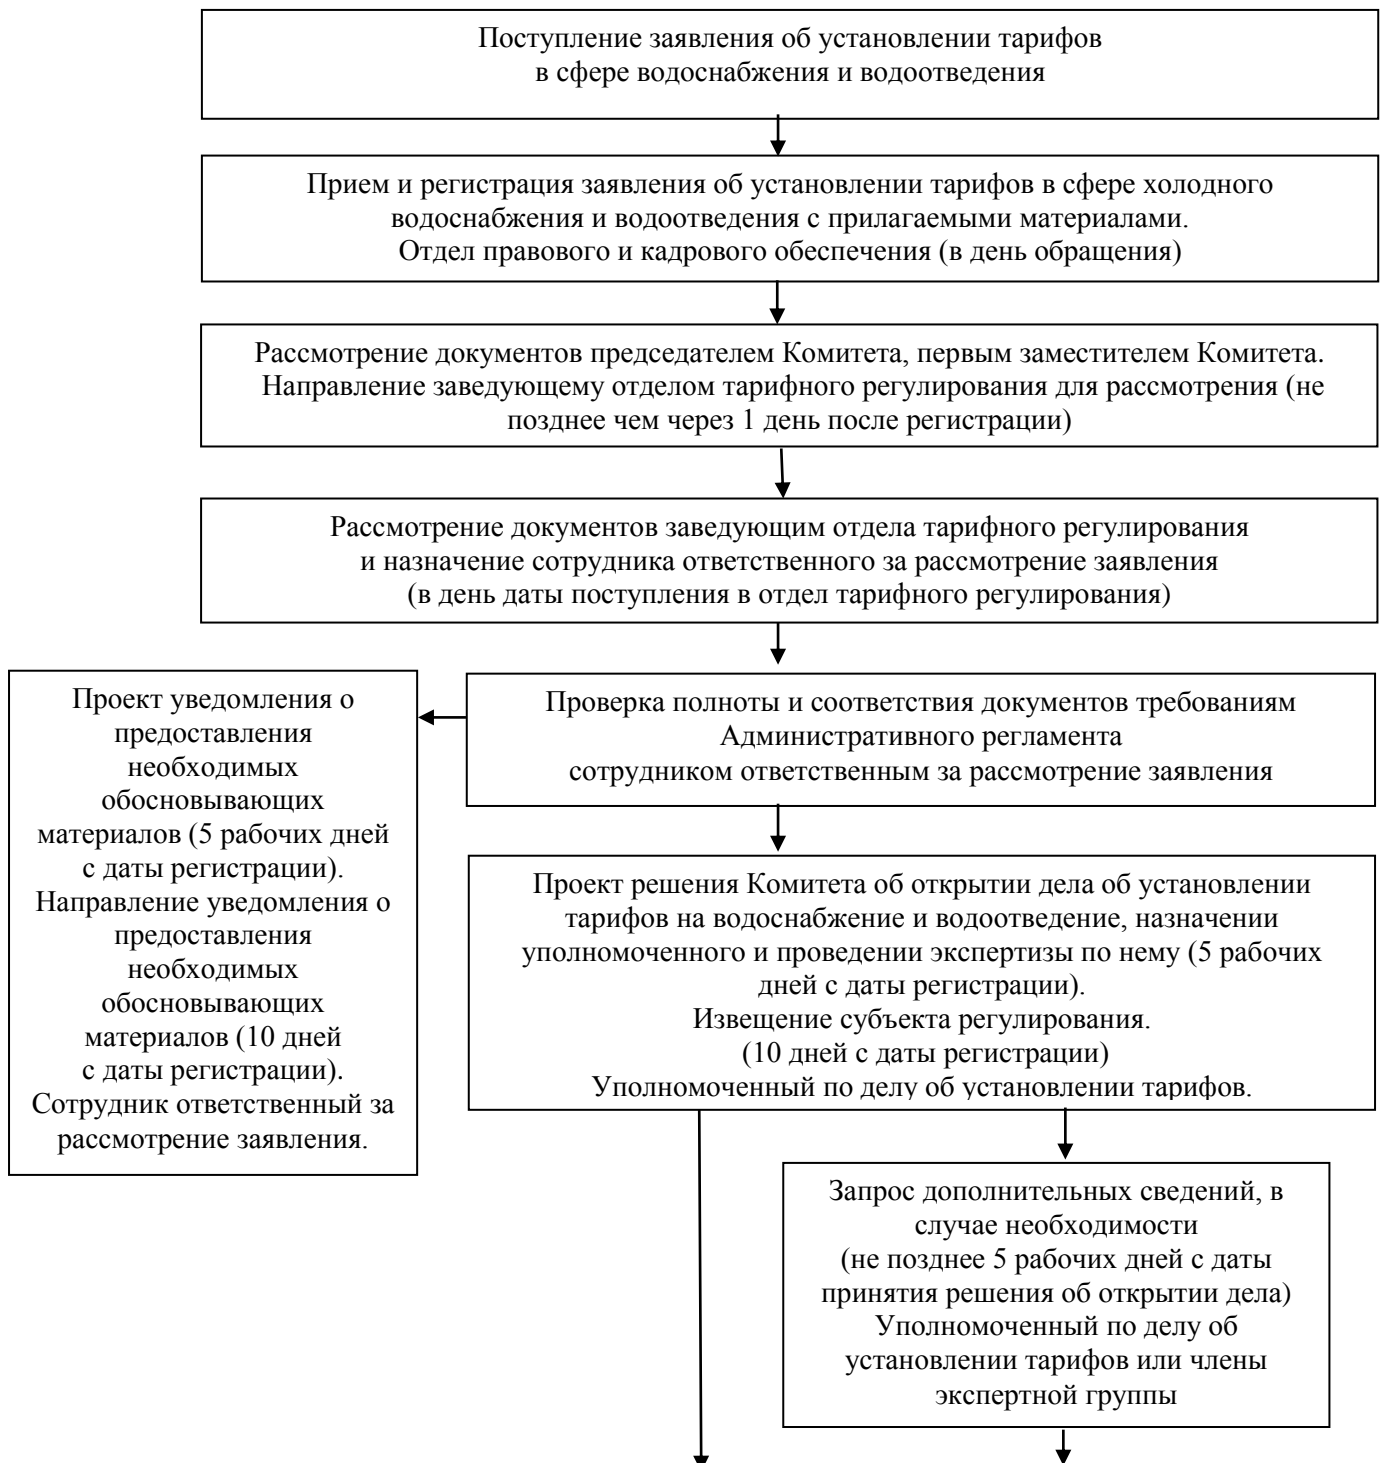 Поступление заявления об установлении тарифов
в сфере водоснабжения и водоотведения
Прием и регистрация заявления об установлении тарифов в сфере холодного
водоснабжения и водоотведения с прилагаемыми материалами.
Отдел правового и кадрового обеспечения (в день обращения)
Рассмотрение документов председателем Комитета, первым заместителем Комитета.
Направление заведующему отделом тарифного регулирования для рассмотрения (не
позднее чем через 1 день после регистрации)
Рассмотрение документов заведующим отдела тарифного регулирования
и назначение сотрудника ответственного за рассмотрение заявления
(в день даты поступления в отдел тарифного регулирования)
Проект уведомления о
предоставления
необходимых
обосновывающих
материалов (5 рабочих дней
с даты регистрации).
Направление уведомления о
предоставления
необходимых
обосновывающих
материалов (10 дней
с даты регистрации).
Сотрудник ответственный за
рассмотрение заявления.
Проверка полноты и соответствия документов требованиям
Административного регламента
сотрудником ответственным за рассмотрение заявления
Проект решения Комитета об открытии дела об установлении
тарифов на водоснабжение и водоотведение, назначении
уполномоченного и проведении экспертизы по нему (5 рабочих
дней с даты регистрации).
Извещение субъекта регулирования.
(10 дней с даты регистрации)
Уполномоченный по делу об установлении тарифов.
Запрос дополнительных сведений, в
случае необходимости
(не позднее 5 рабочих дней с даты
принятия решения об открытии дела)
Уполномоченный по делу об
установлении тарифов или члены
экспертной группы